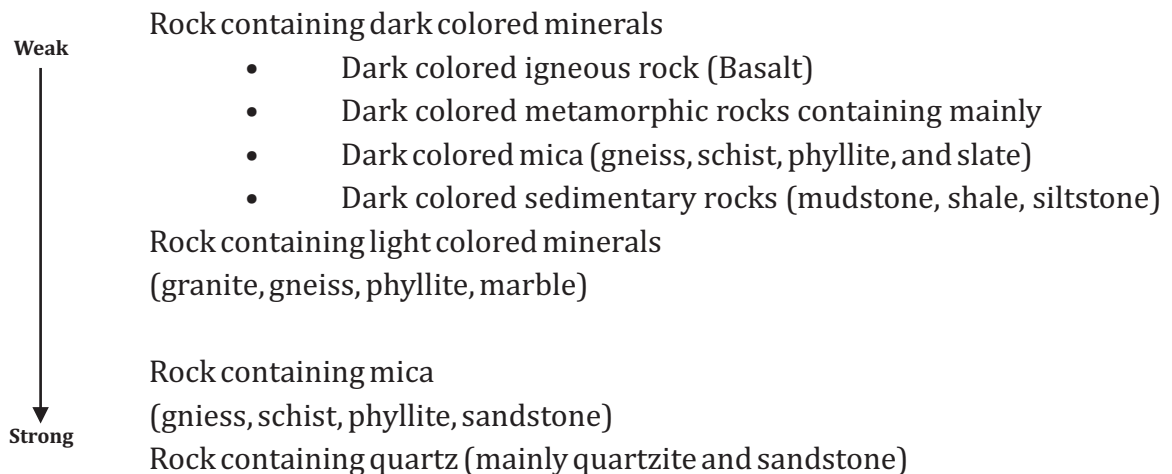 Rock containing dark colored minerals
Weak
• Dark colored igneous rock (Basalt)
• Dark colored metamorphic rocks containing mainly
• Dark colored mica (gneiss, schist, phyllite, and slate)
• Dark colored sedimentary rocks (mudstone, shale, siltstone)
Rock containing light colored minerals
(granite, gneiss, phyllite, marble)
Rock containing mica
(gniess, schist, phyllite, sandstone)
Strong
Rock containing quartz (mainly quartzite and sandstone)